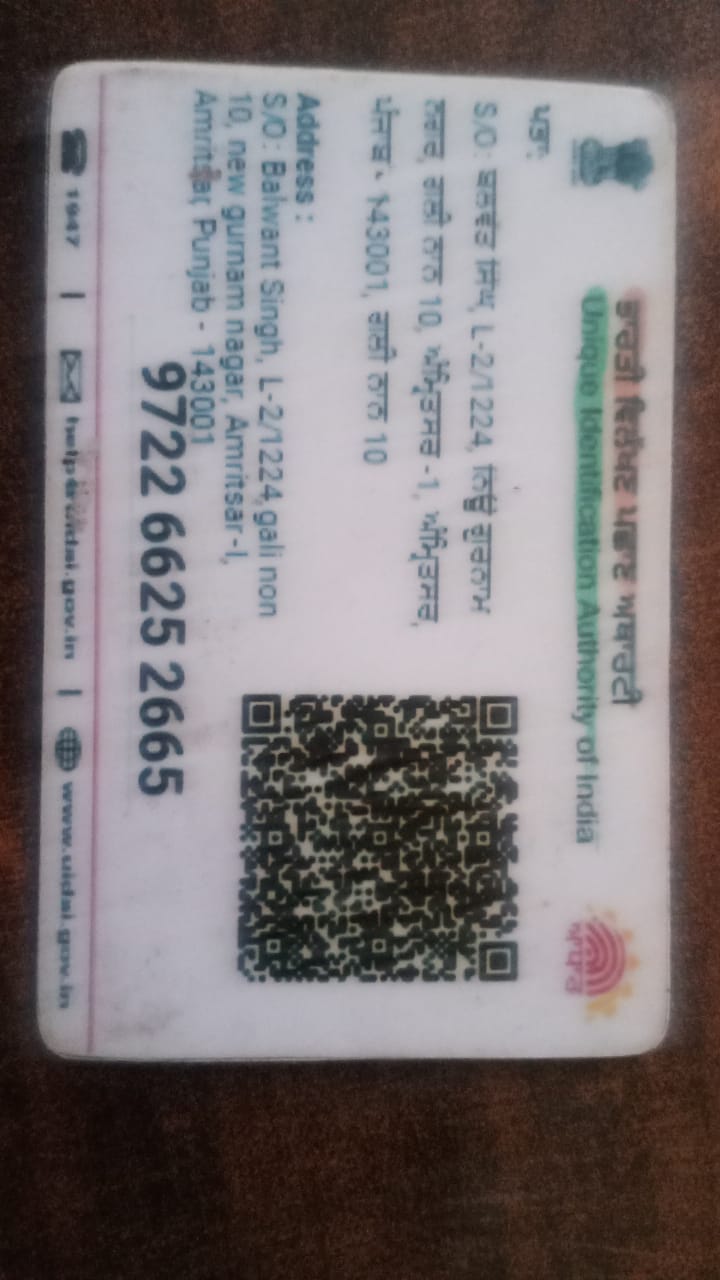 ਭਾਰਤੀ ਵਿਲੱਖਣ ਪਛਾਣ ਅਥਾਰਟੀ
Unique Identification Authority of India
ਆਧਾਰ
ਪਤਾ:
S/O: ਬਲਵੰਤ ਸਿੰਘ, L-2/1224, ਨਿਊ ਗੁਰਨਾਮ
ਨਗਰ, ਗਲੀ ਨਨ 10, ਅੰਮ੍ਰਿਤਸਰ -1, ਅੰਮ੍ਰਿਤਸਰ,
ਪੰਜਾਬ - 143001, ਗਲੀ ਨਨ 10
Address :
S/O: Balwant Singh, L-2/1224,gali non
10, new gurnam nagar, Amritsar-I,
Amritsar, Punjab - 143001
9722 6625 2665
1947 | help@uidai.gov.in | www.uidai.gov.in